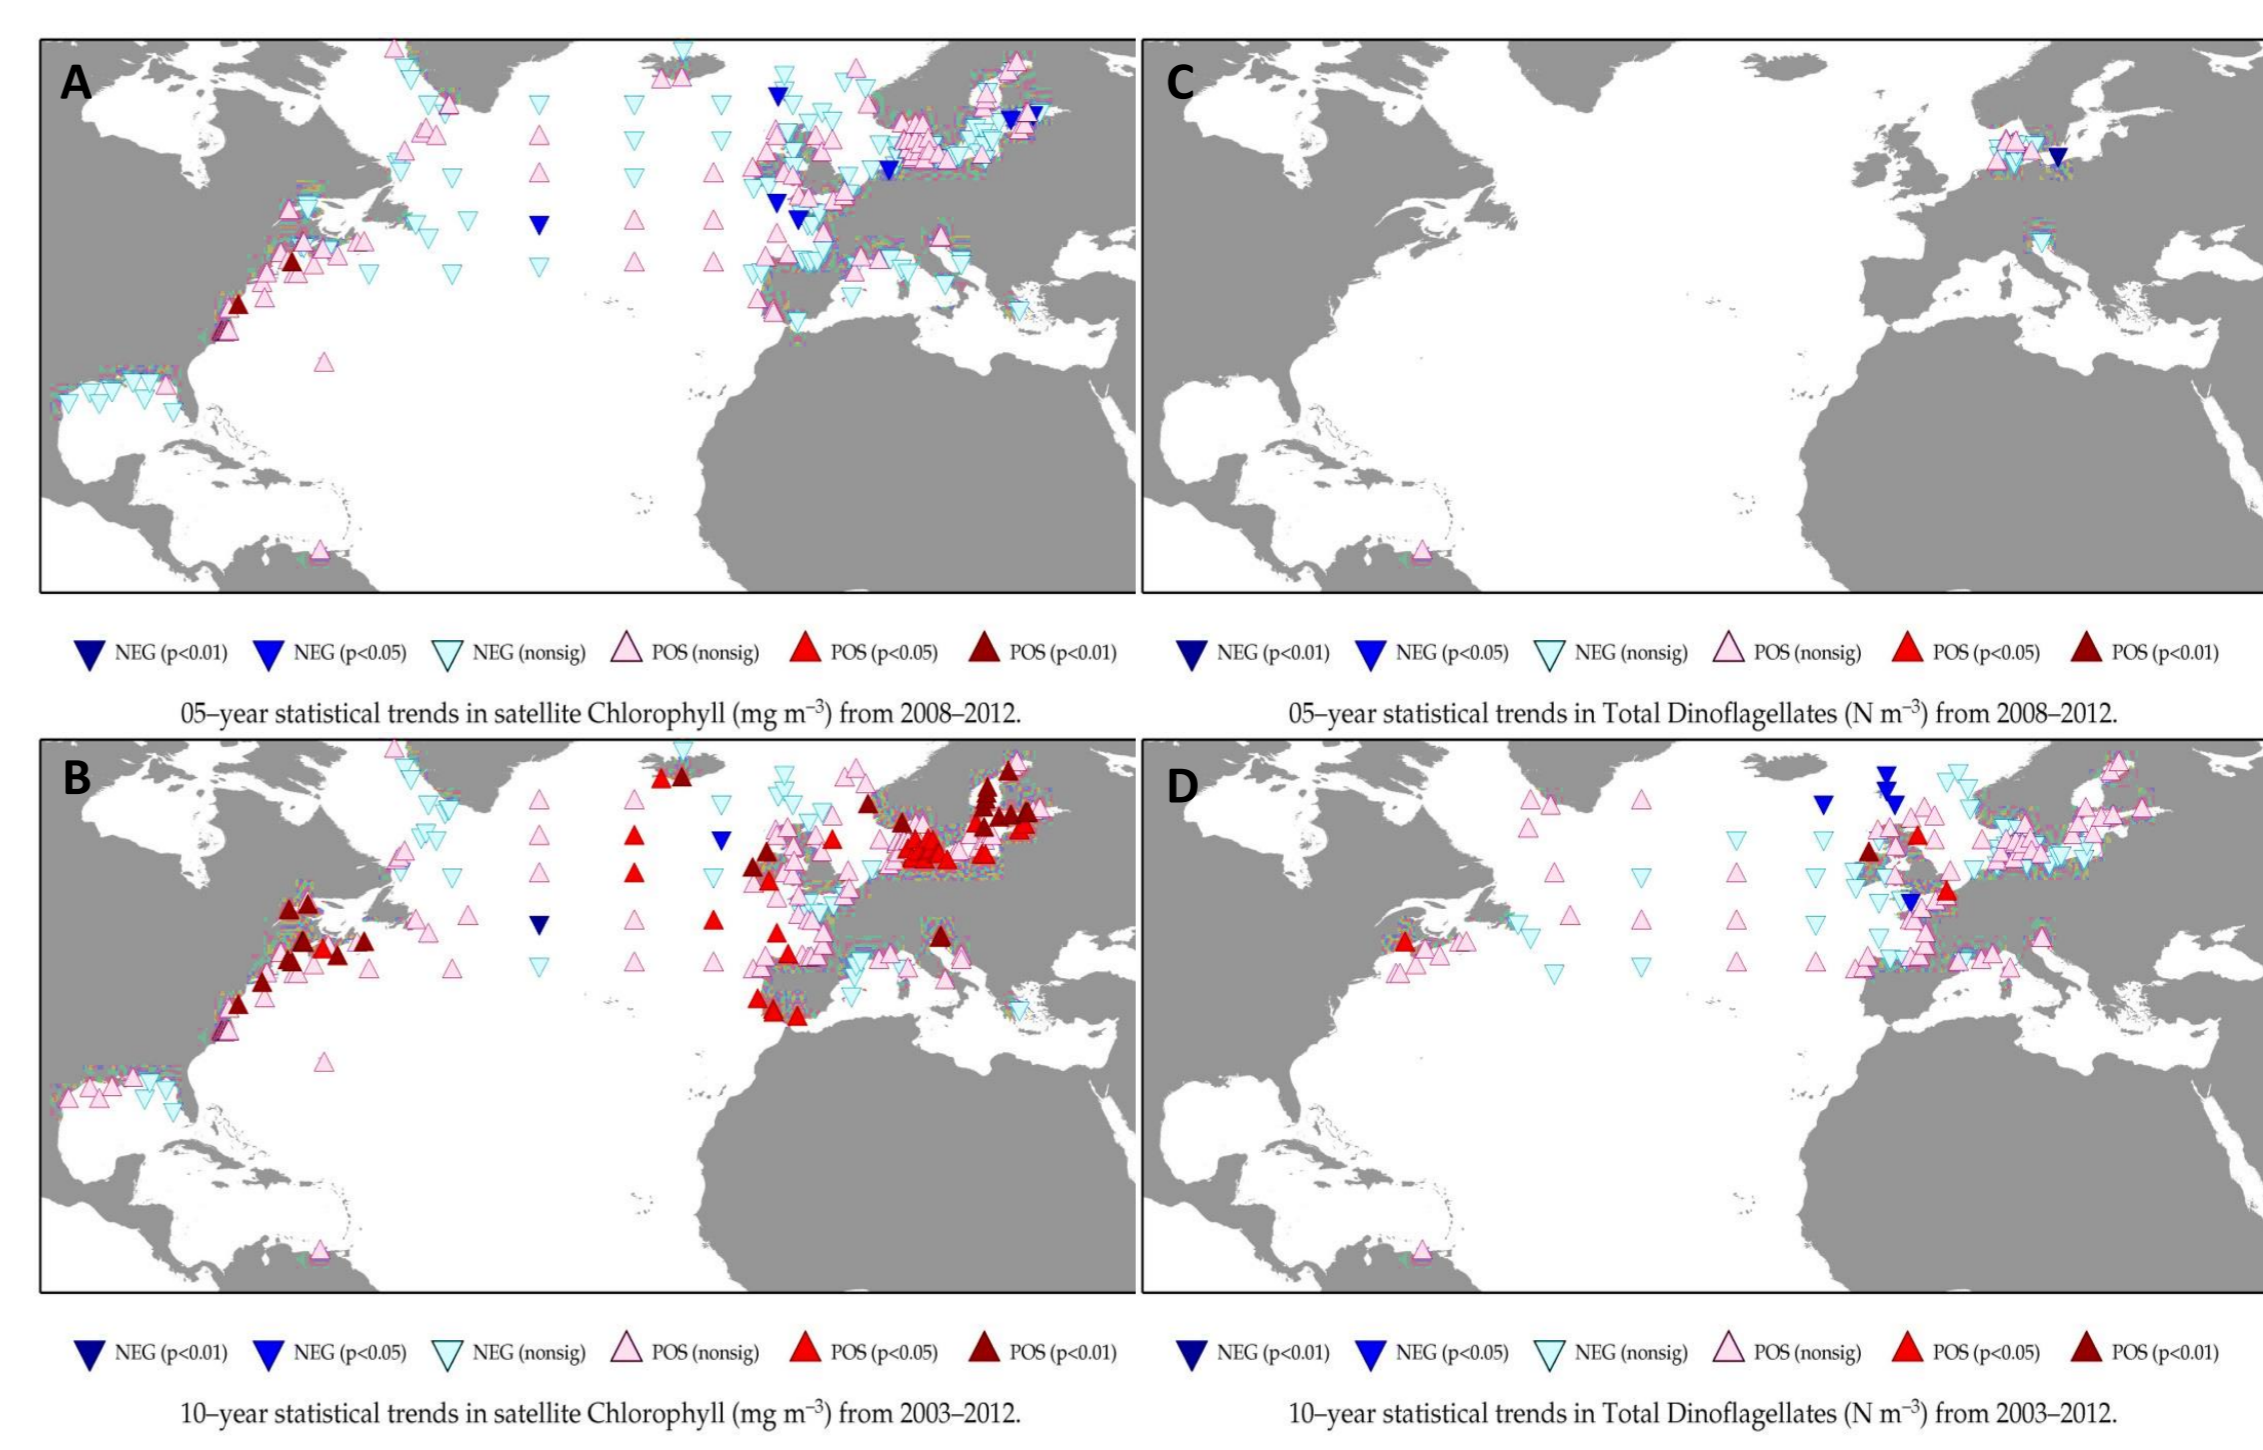 A
C
NEG (p<0.01) NEG (p<0.05) NEG (nonsig) POS (nonsig) POS (p<0.05) POS (p<0.01)
NEG (p<0.01) NEG (p<0.05) NEG (nonsig) POS (nonsig) POS (p<0.05) POS (p<0.01)
05–year statistical trends in satellite Chlorophyll (mg m⁻³) from 2008–2012.
05–year statistical trends in Total Dinoflagellates (N m⁻³) from 2008–2012.
B
D
NEG (p<0.01) NEG (p<0.05) NEG (nonsig) POS (nonsig) POS (p<0.05) POS (p<0.01)
NEG (p<0.01) NEG (p<0.05) NEG (nonsig) POS (nonsig) POS (p<0.05) POS (p<0.01)
10–year statistical trends in satellite Chlorophyll (mg m⁻³) from 2003–2012.
10–year statistical trends in Total Dinoflagellates (N m⁻³) from 2003–2012.